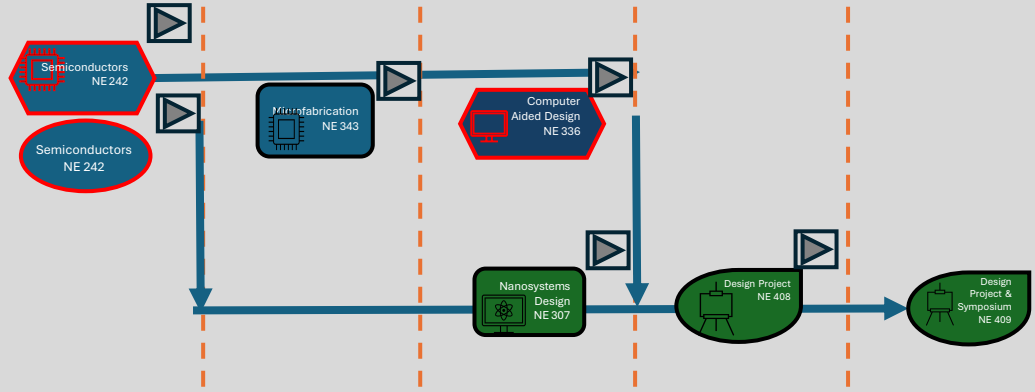 Semiconductors
NE 242
Semiconductors
NE 242
Microfabrication
NE 343
Computer
Aided Design
NE 336
Nanosystems
Design
NE 307
Design Project
NE 408
Design
Project &
Symposium
NE 409